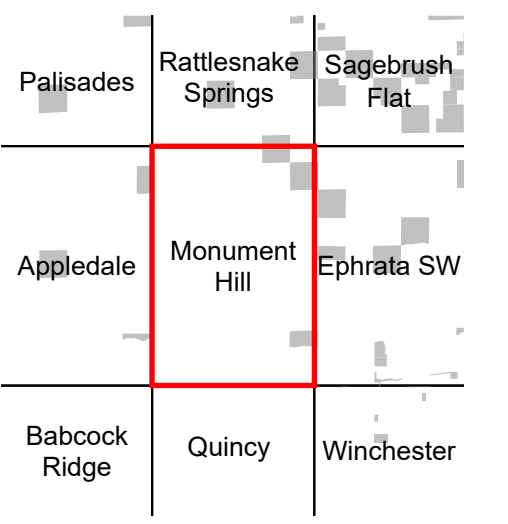 Palisades
Rattlesnake
Springs
Sagebrush
Flat
Appledale
Monument
Hill
Ephrata SW
Babcock
Ridge
Quincy
Winchester